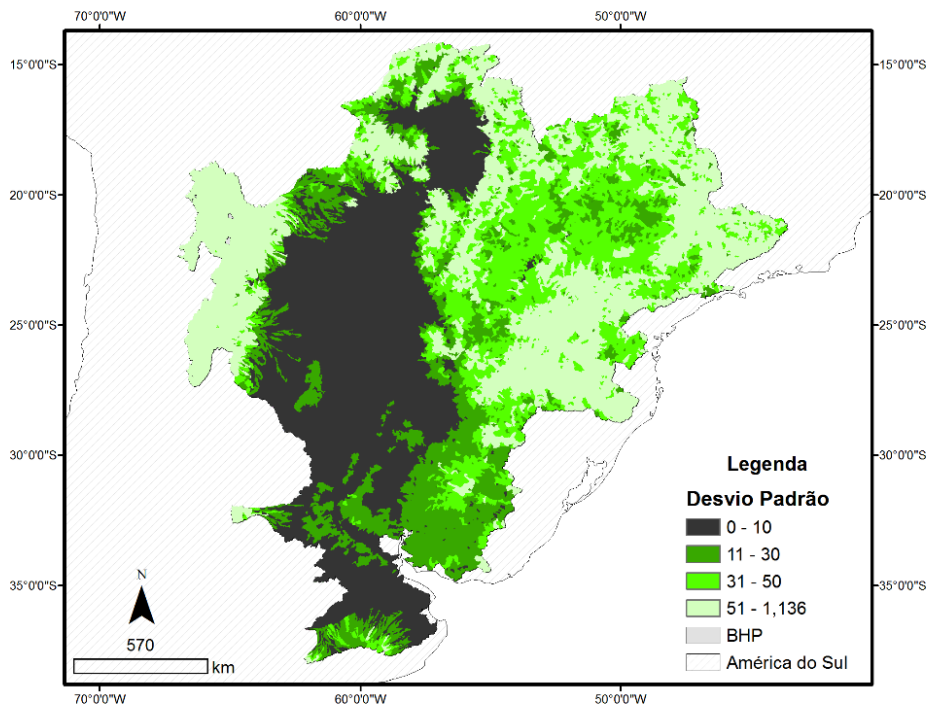 70°0'0"W 60°0'0"W 50°0'0"W
15°0'0"S 15°0'0"S
20°0'0"S 20°0'0"S
25°0'0"S 25°0'0"S
30°0'0"S 30°0'0"S
35°0'0"S 35°0'0"S
Legenda
Desvio Padrão
0 - 10
11 - 30
31 - 50
51 - 1,136
BHP
América do Sul
N
570
km
70°0'0"W 60°0'0"W 50°0'0"W